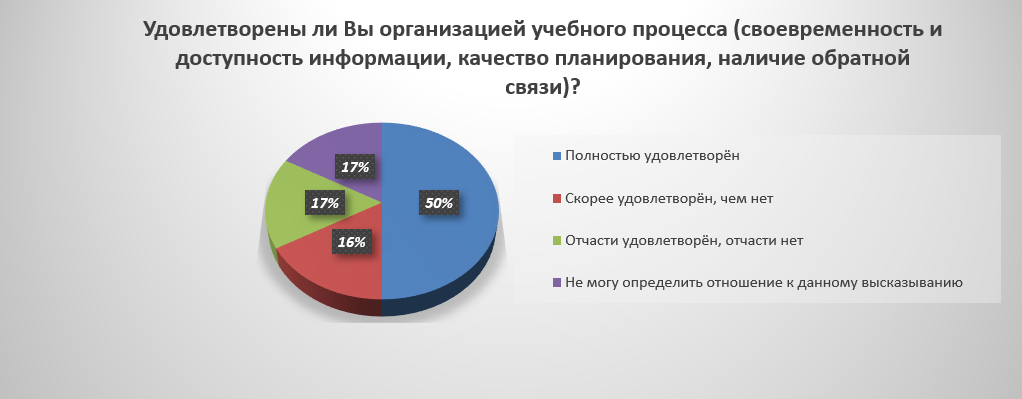 Удовлетворены ли Вы организацией учебного процесса (своевременность и
доступность информации, качество планирования, наличие обратной
связи)?
17%
17%
50%
16%
Полностью удовлетворён
Скорее удовлетворён, чем нет
Отчасти удовлетворён, отчасти нет
Не могу определить отношение к данному высказыванию